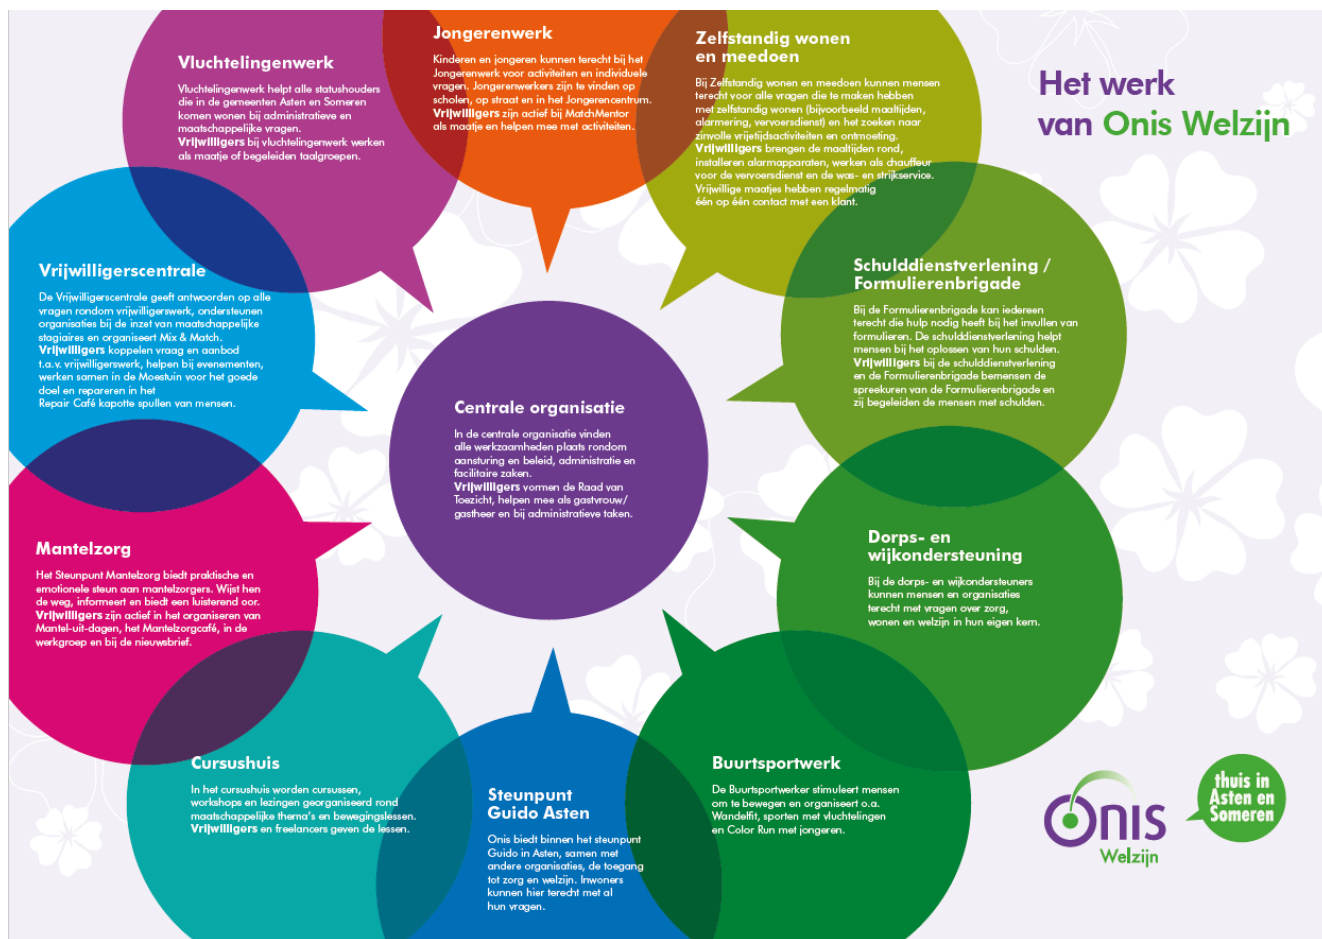 Het werk
van Onis Welzijn
Vluchtelingenwerk
Vluchtelingenwerk helpt alle statushouders
die in de gemeenten Asten en Someren
komen wonen bij administratieve en
maatschappelijke vragen.
Vrijwilligers bij vluchtelingenwerk werken
als maatje of begeleiden taalgroepen.
Jongerenwerk
Kinderen en jongeren kunnen terecht bij het
Jongerenwerk voor activiteiten en individuele
vragen. Jongerenwerkers zijn te vinden op
scholen, op straat en in het Jongerencentrum.
Vrijwilligers zijn actief bij MatchMentor
als maatje en helpen mee met activiteiten.
Zelfstandig wonen
en meedoen
Bij Zelfstandig wonen en meedoen kunnen mensen
terecht voor alle vragen die te maken hebben
met zelfstandig wonen (bijvoorbeeld maaltijden,
alarmering, vervoersdienst) en het zoeken naar
zinvolle vrijetijdsactiviteiten en ontmoeting.
Vrijwilligers brengen de maaltijden rond,
installeren alarmapparaten, werken als chauffeur
voor de vervoersdienst en de was- en strijkservice.
Vrijwillige maatjes hebben regelmatig
één op één contact met een klant.
Schulddienstverlening /
Formulierenbrigade
Bij de Formulierenbrigade kan iedereen
terecht die hulp nodig heeft bij het invullen van
formulieren. De schulddienstverlening helpt
mensen bij het oplossen van hun schulden.
Vrijwilligers bij de schulddienstverlening
en de Formulierenbrigade bemensen de
spreekuren van de Formulierenbrigade en
zij begeleiden de mensen met schulden.
Dorps- en
wijkondersteuning
Bij de dorps- en wijkondersteuners
kunnen mensen en organisaties
terecht met vragen over zorg,
wonen en welzijn in hun eigen kern.
Buurtsportwerk
De Buurtsportwerker stimuleert mensen
om te bewegen en organiseert o.a.
Wandelfit, sporten met vluchtelingen
en Color Run met jongeren.
Steunpunt
Guido Asten
Onis biedt binnen het steunpunt
Guido in Asten, samen met
andere organisaties, de toegang
tot zorg en welzijn. Inwoners
kunnen hier terecht met al
hun vragen.
Cursushuis
In het cursushuis worden cursussen,
workshops en lezingen georganiseerd rond
maatschappelijke thema's en bewegingslessen.
Vrijwilligers en freelancers geven de lessen.
Mantelzorg
Het Steunpunt Mantelzorg biedt praktische en
emotionele steun aan mantelzorgers. Wijst hen
de weg, informeert en biedt een luisterend oor.
Vrijwilligers zijn actief in het organiseren van
Mantel-uit-dagen, het Mantelzorgcafé, in de
werkgroep en bij de nieuwsbrief.
Vrijwilligerscentrale
De Vrijwilligerscentrale geeft antwoorden op alle
vragen rondom vrijwilligerswerk, ondersteunen
organisaties bij de inzet van maatschappelijke
stagiaires en organiseert Mix & Match.
Vrijwilligers koppelen vraag en aanbod
t.a.v. vrijwilligerswerk, helpen bij evenementen,
werken samen in de Moestuin voor het goede
doel en repareren in het
Repair Café kapotte spullen van mensen.
Centrale organisatie
In de centrale organisatie vinden
alle werkzaamheden plaats rondom
aansturing en beleid, administratie en
facilitaire zaken.
Vrijwilligers vormen de Raad van
Toezicht, helpen mee als gastvrouw/
gastheer en bij administratieve taken.
Onis
Welzijn
thuis in
Asten en
Someren